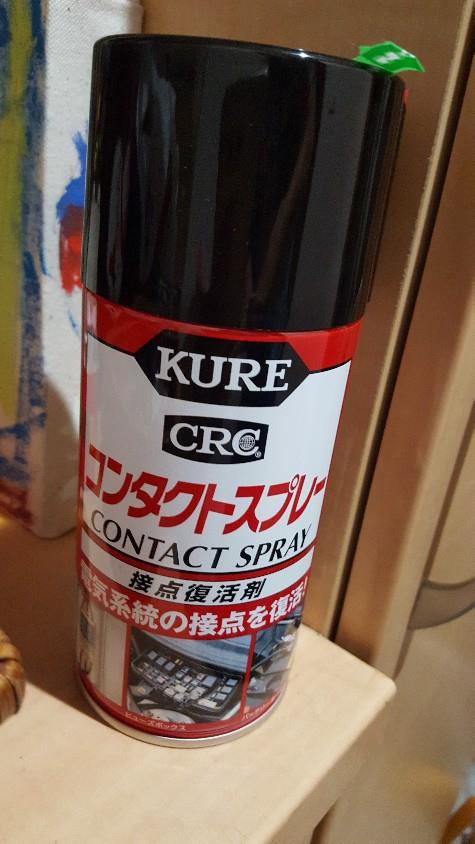 KURE
CRC
コンタクトスプレー
CONTACT SPRAY
接点復活剤
電気系統の接点を復活!
ヒューズボックス